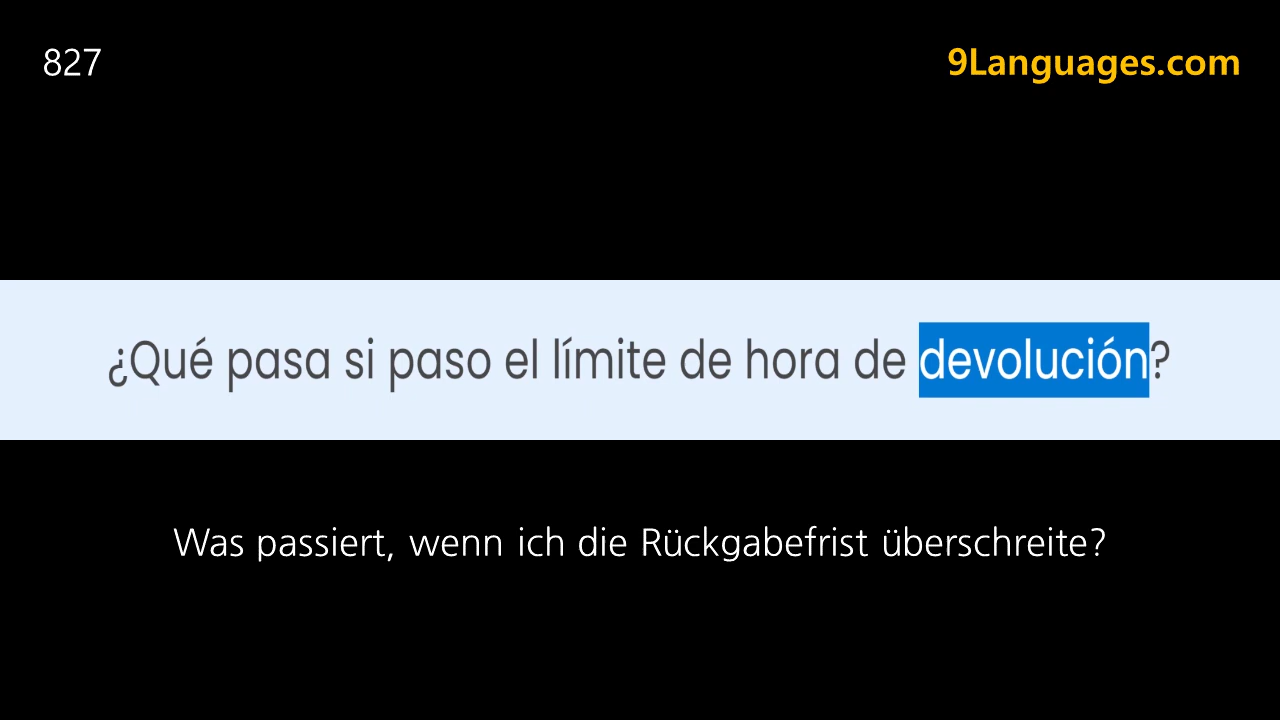 827
9Languages.com
¿Qué pasa si paso el límite de hora de devolución?
Was passiert, wenn ich die Rückgabefrist überschreite?